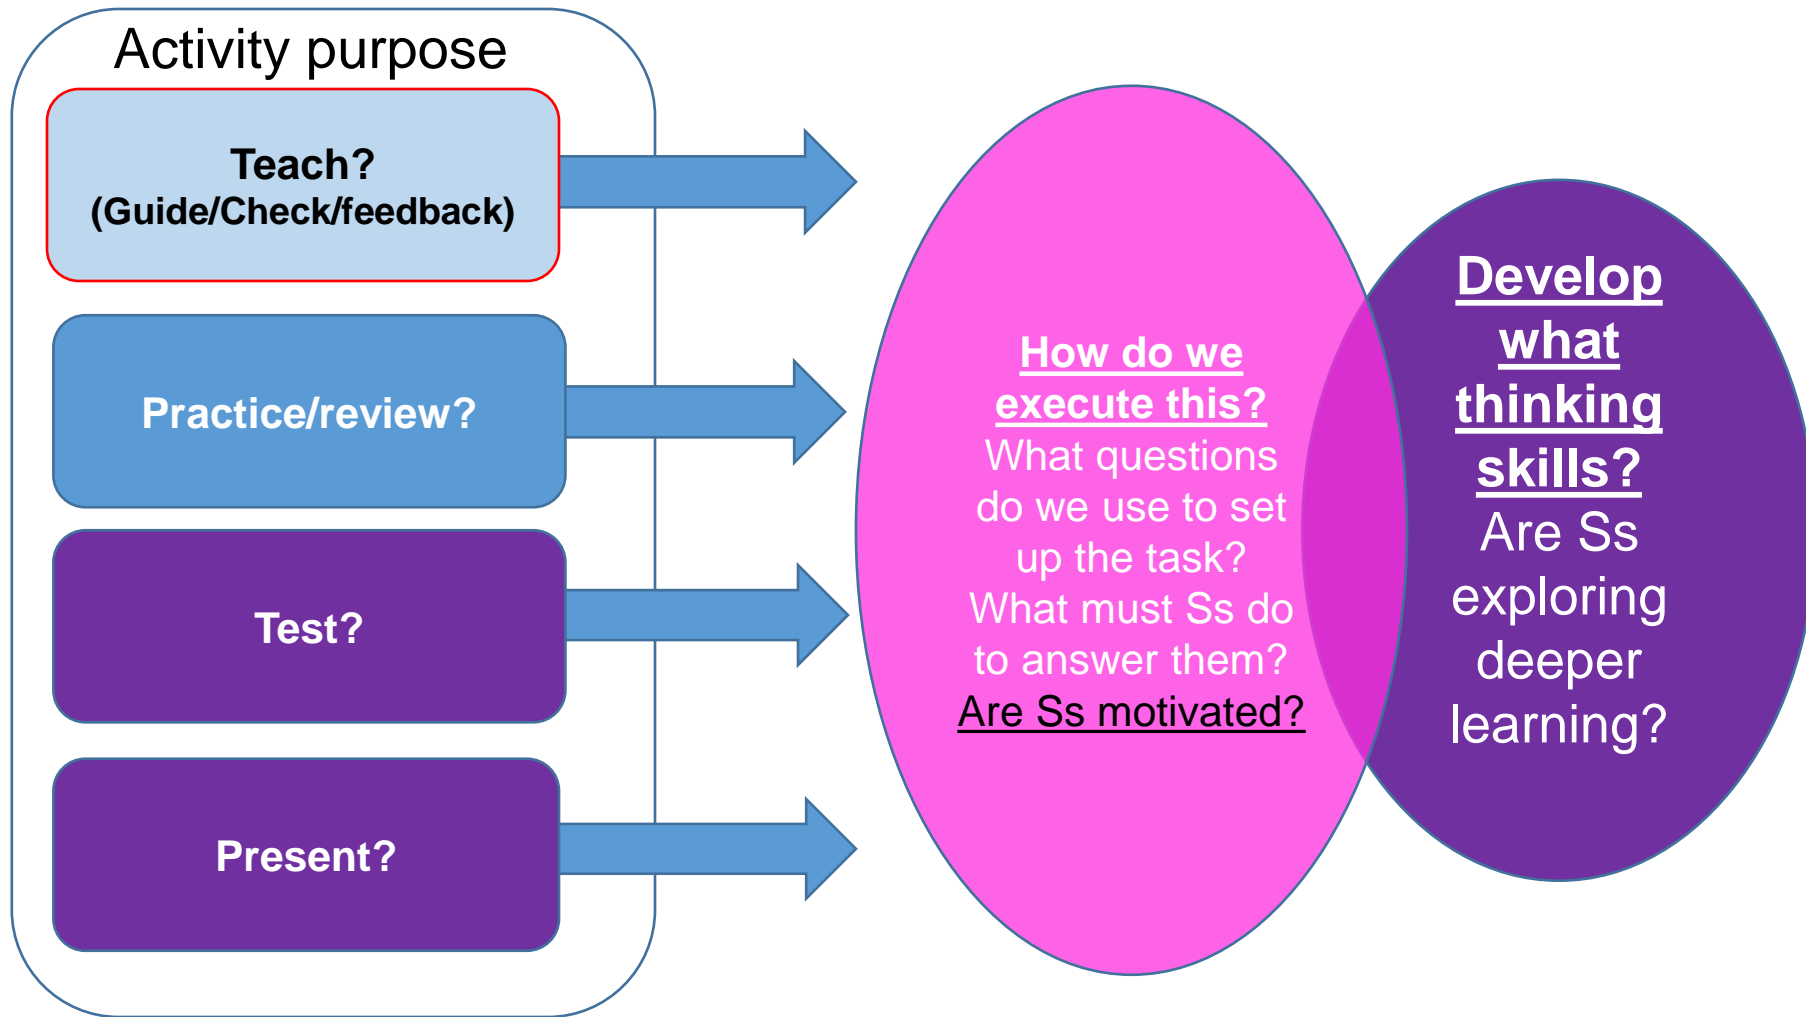 Activity purpose
Teach?
(Guide/Check/feedback)
Practice/review?
Test?
Present?
How do we
execute this?
What questions
do we use to set
up the task?
What must Ss do
to answer them?
Are Ss motivated?
Develop
what
thinking
skills?
Are Ss
exploring
deeper
learning?